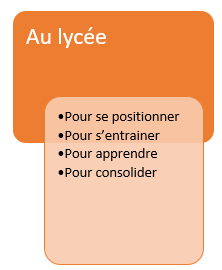 Au lycée
•Pour se positionner
•Pour s’entrainer
•Pour apprendre
•Pour consolider